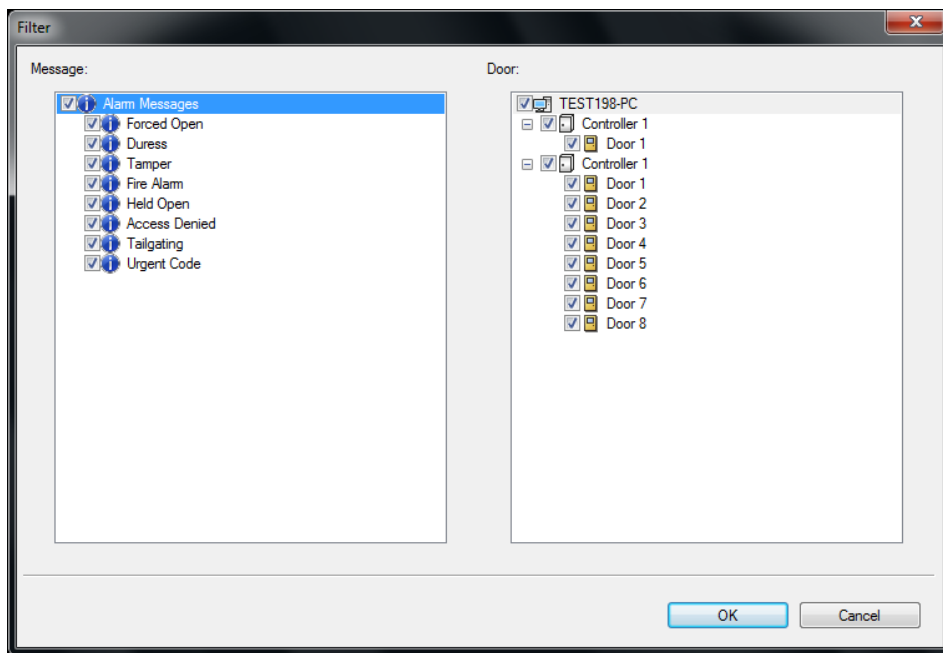 Filter
Message:
Alarm Messages
Forced Open
Duress
Tamper
Fire Alarm
Held Open
Access Denied
Tailgating
Urgent Code
Door:
TEST198-PC
Controller 1
Door 1
Controller 1
Door 1
Door 2
Door 3
Door 4
Door 5
Door 6
Door 7
Door 8
OK
Cancel